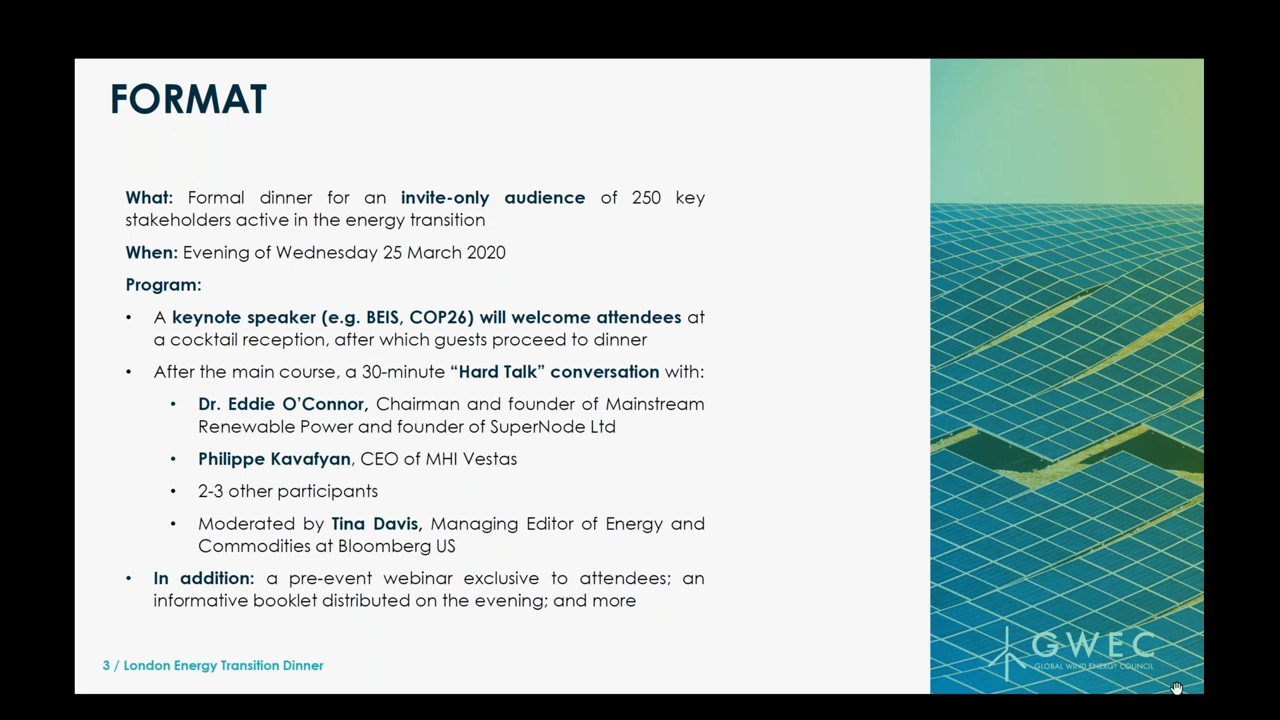 FORMAT
What: Formal dinner for an invite-only audience of 250 key
stakeholders active in the energy transition
When: Evening of Wednesday 25 March 2020
Program:
• A keynote speaker (e.g. BEIS, COP26) will welcome attendees at
a cocktail reception, after which guests proceed to dinner
• After the main course, a 30-minute “Hard Talk” conversation with:
• Dr. Eddie O’Connor, Chairman and founder of Mainstream
Renewable Power and founder of SuperNode Ltd
• Philippe Kavafyan, CEO of MHI Vestas
• 2-3 other participants
• Moderated by Tina Davis, Managing Editor of Energy and
Commodities at Bloomberg US
• In addition: a pre-event webinar exclusive to attendees; an
informative booklet distributed on the evening; and more
3 / London Energy Transition Dinner
GWEC
GLOBAL WIND ENERGY COUNCIL